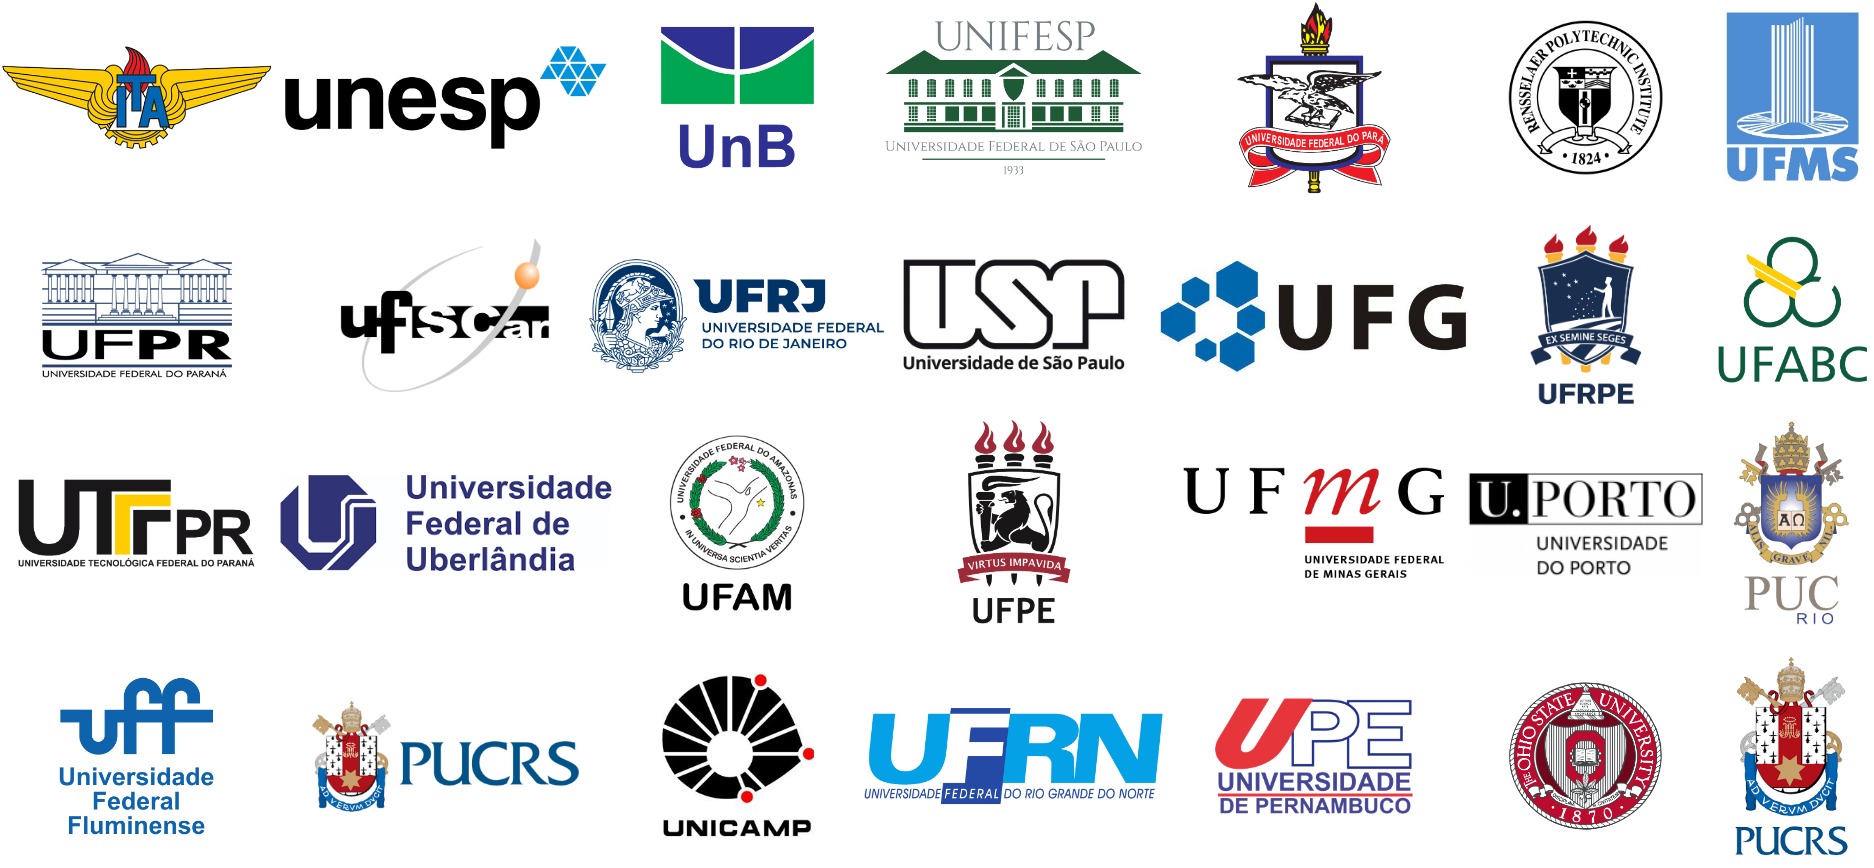 ITA
unesp
UnB
UNIFESP
UNIVERSIDADE FEDERAL DE SÃO PAULO
1933
UNIVERSIDADE FEDERAL DO PARÁ
RENSSELAER POLYTECHNIC INSTITUTE
· 1824 ·
UFMS
UFPR
UNIVERSIDADE FEDERAL DO PARANÁ
ufscar
UFRJ
UNIVERSIDADE FEDERAL
DO RIO DE JANEIRO
USP
Universidade de São Paulo
UFG
EX SEMINE SEGES
UFRPE
UFABC
UTFPR
UNIVERSIDADE TECNOLÓGICA FEDERAL DO PARANÁ
Universidade
Federal de
Uberlândia
UNIVERSIDADE FEDERAL DO AMAZONAS
IN UNIVERSA SCIENTIA VERITAS
UFAM
VIRTUS IMPAVIDA
UFPE
UFmG
UNIVERSIDADE FEDERAL
DE MINAS GERAIS
U.PORTO
UNIVERSIDADE
DO PORTO
ΑΩ
ALIS GRAVE NIL
PUC
RIO
uff
Universidade
Federal
Fluminense
AD VERVM DVCIT
PUCRS
UNICAMP
UFRN
UNIVERSIDADE FEDERAL DO RIO GRANDE DO NORTE
UPE
UNIVERSIDADE
DE PERNAMBUCO
THE OHIO STATE UNIVERSITY
· 1870 ·
AD VERVM DVCIT
PUCRS